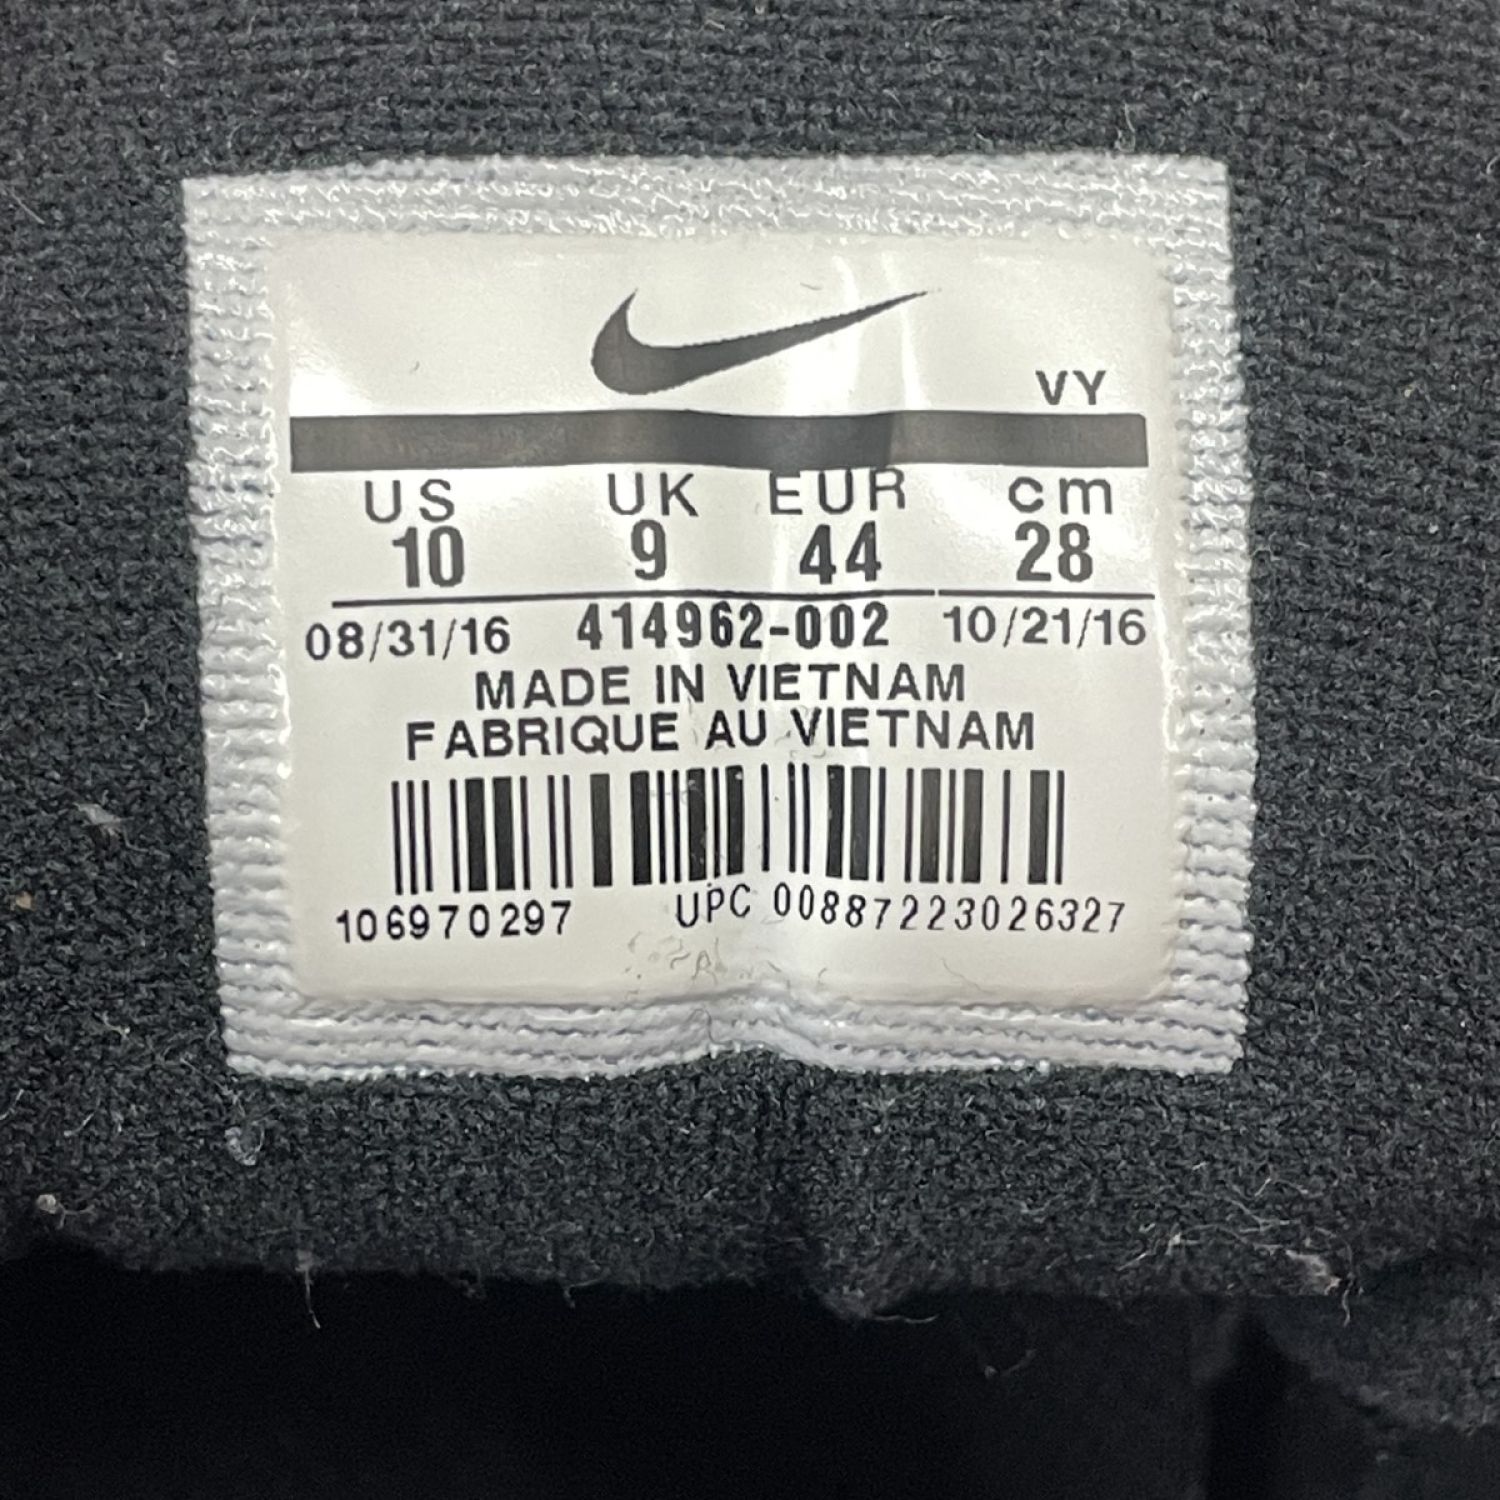 VY
US UK EUR cm
10 9 44 28
08/31/16 414962-002 10/21/16
MADE IN VIETNAM
FABRIQUE AU VIETNAM
106970297 UPC 00887223026327